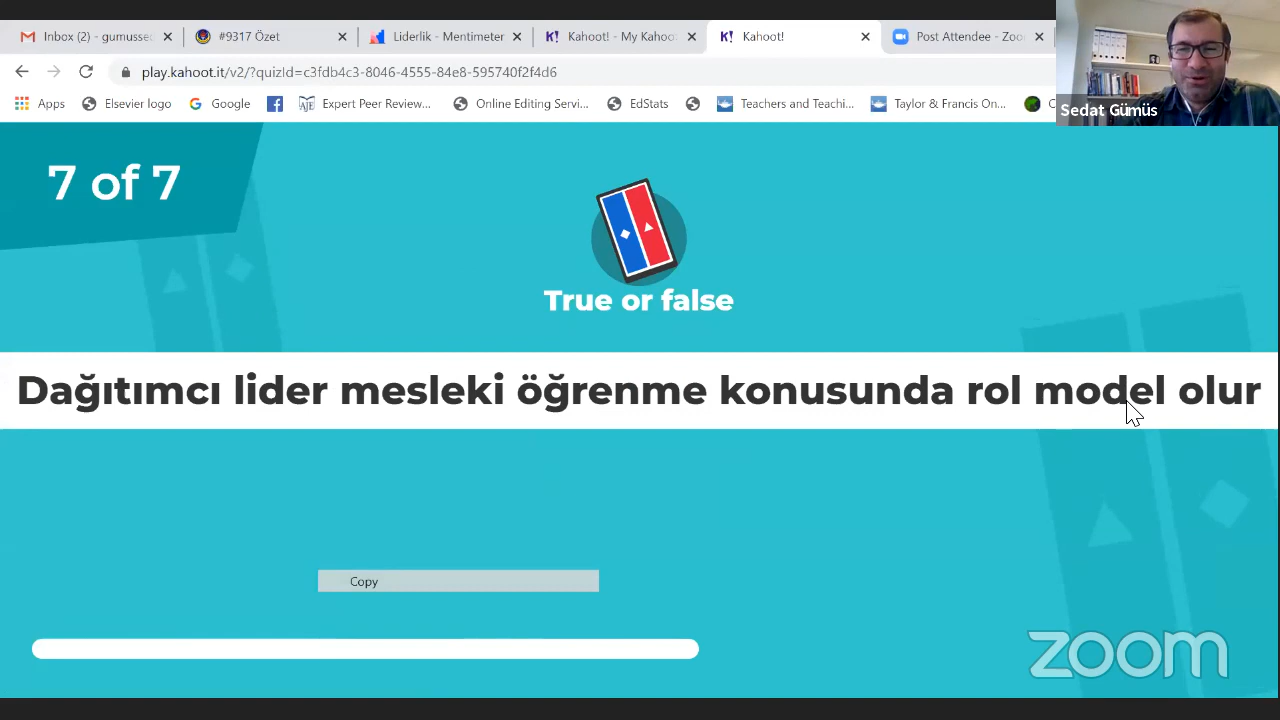 Inbox (2) - gumussed
#9317 Özet
Liderlik - Mentimeter
Kahoot! - My Kahoo
Kahoot!
Post Attendee - Zoo
play.kahoot.it/v2/?quizId=c3fdb4c3-8046-4555-84e8-595740f2f4d6
Apps
Elsevier logo
Google
Expert Peer Review...
Online Editing Servi...
EdStats
Teachers and Teachi...
Taylor & Francis On...
Sedat Gümüs
7 of 7
True or false
Dağıtımcı lider mesleki öğrenme konusunda rol model olur
Copy
zoom